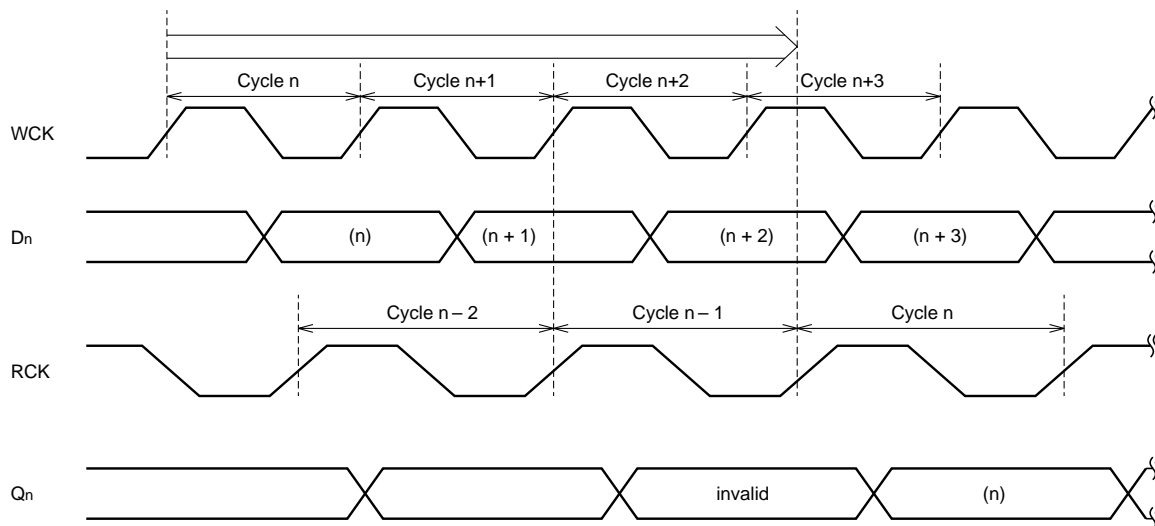 Cycle n Cycle n+1 Cycle n+2 Cycle n+3
WCK
Dn (n) (n + 1) (n + 2) (n + 3)
Cycle n – 2 Cycle n – 1 Cycle n
RCK
Qn invalid (n)